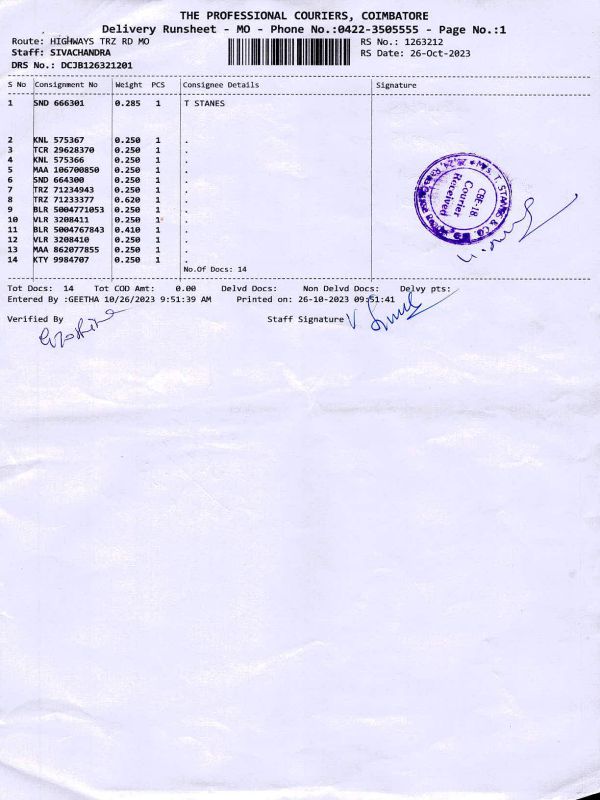 THE PROFESSIONAL COURIERS, COIMBATORE
Delivery Runsheet - MO - Phone No.:0422-3505555 - Page No.:1
Route: HIGHWAYS TRZ RD MO RS No.: 1263212
Staff: SIVACHANDRA RS Date: 26-Oct-2023
DRS No.: DCJB126321201
S No Consignment No Weight PCS Consignee Details Signature
1 SND 666301 0.285 1 T STANES
2 KNL 575367 0.250 1 .
3 TCR 29628370 0.250 1 .
4 KNL 575366 0.250 1 .
5 MAA 106700850 0.250 1 .
6 SND 664300 0.250 1 .
7 TRZ 71234943 0.250 1 .
8 TRZ 71233377 0.620 1 .
9 BLR 5004771053 0.250 1 .
10 VLR 3208411 0.250 1 .
11 BLR 5004767843 0.410 1 .
12 VLR 3208410 0.250 1 .
13 MAA 862077855 0.250 1 .
14 KTY 9984707 0.250 1 .
No.Of Docs: 14
CBE-18
Courier
Received
Tot Docs: 14 Tot COD Amt: 0.00 Delvd Docs: Non Delvd Docs: Delvy pts:
Entered By :GEETHA 10/26/2023 9:51:39 AM Printed on: 26-10-2023 09:51:41
Verified By Staff Signature